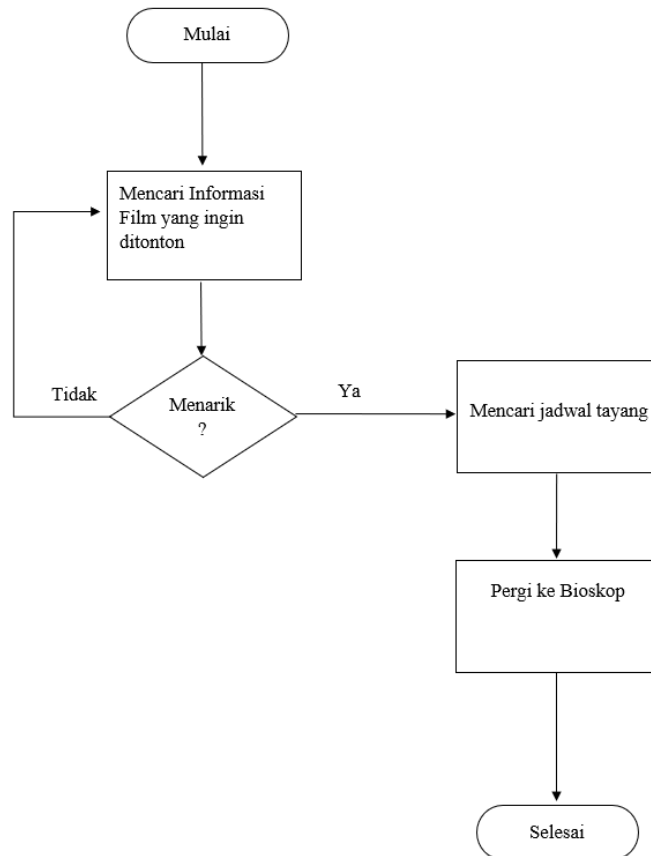 Mulai
Mencari Informasi
Film yang ingin
ditonton
Tidak
Menarik
?
Ya
Mencari jadwal tayang
Pergi ke Bioskop
Selesai